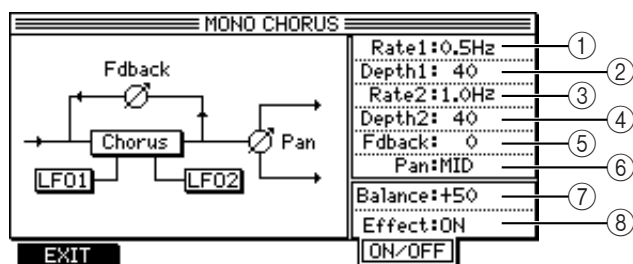 MONO CHORUS
Fdback
Chorus
Pan
LFO1
LFO2
Rate1:0.5Hz ①
Depth1: 40 ②
Rate2:1.0Hz ③
Depth2: 40 ④
Fdback: 0 ⑤
Pan:MID ⑥
Balance:+50 ⑦
Effect:ON ⑧
EXIT
ON/OFF